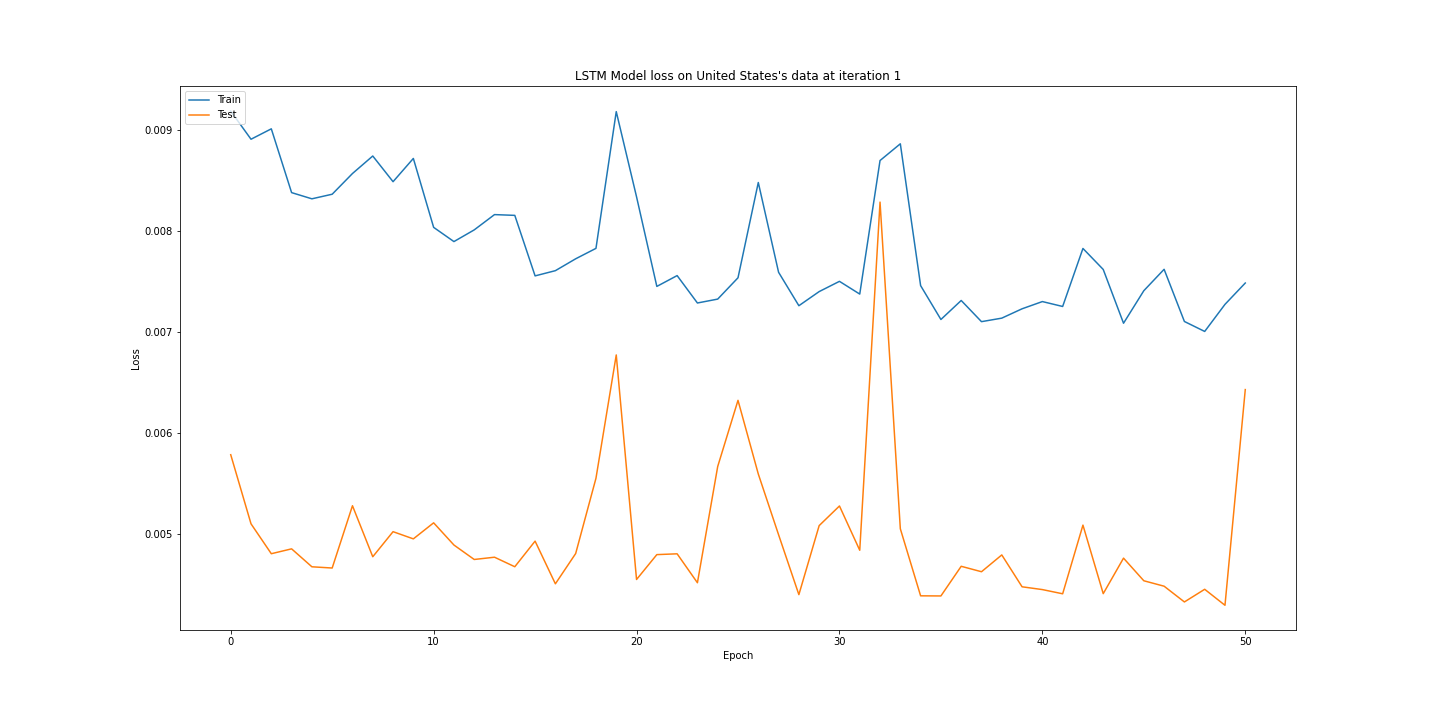 LSTM Model loss on United States's data at iteration 1
Train
Test
0.009
0.008
0.007
0.006
0.005
Loss
0 10 20 30 40 50
Epoch